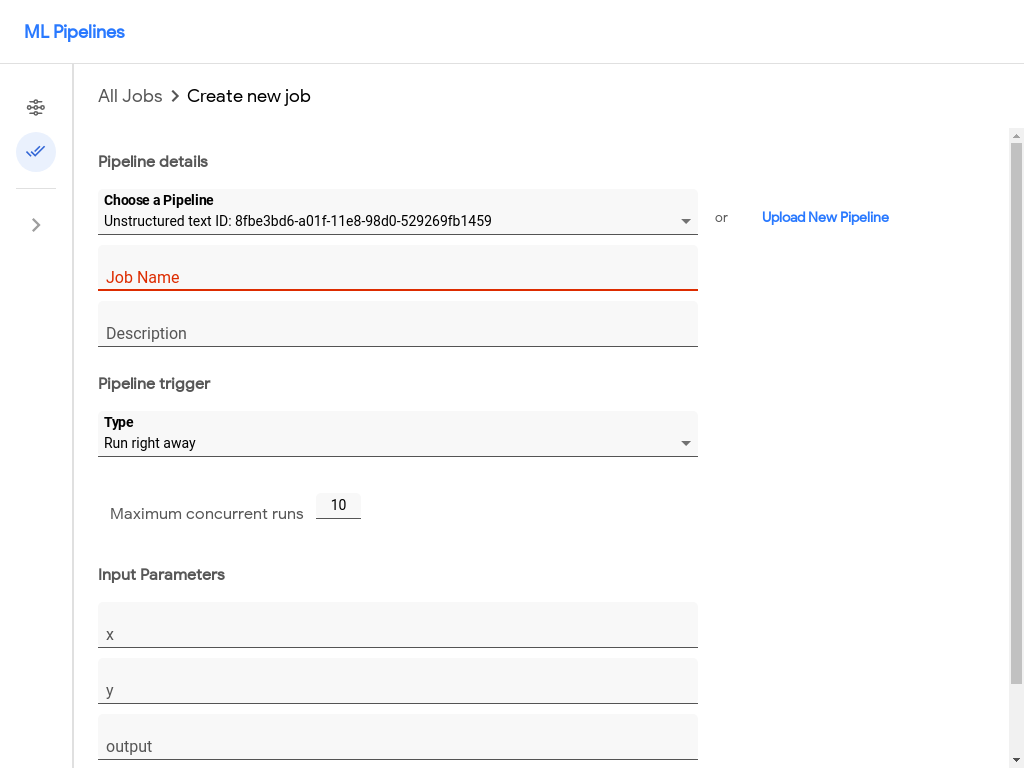 ML Pipelines
All Jobs
Create new job
Pipeline details
Choose a Pipeline
Unstructured text ID: 8fbe3bd6-a01f-11e8-98d0-529269fb1459
or
Upload New Pipeline
Job Name
Description
Pipeline trigger
Type
Run right away
Maximum concurrent runs
10
Input Parameters
x
y
output